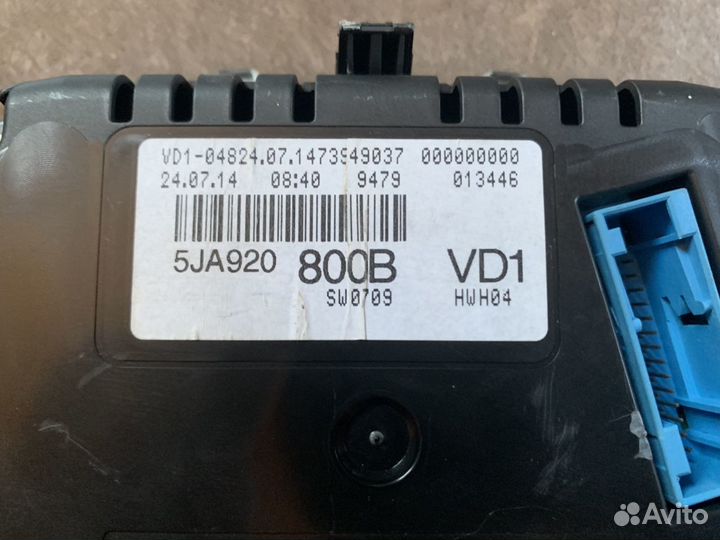 VD1-04824.07.1473949037 000000000
24.07.14 08:40 9479 013446
5JA920 800B VD1
SW0709 HWH04
Avito